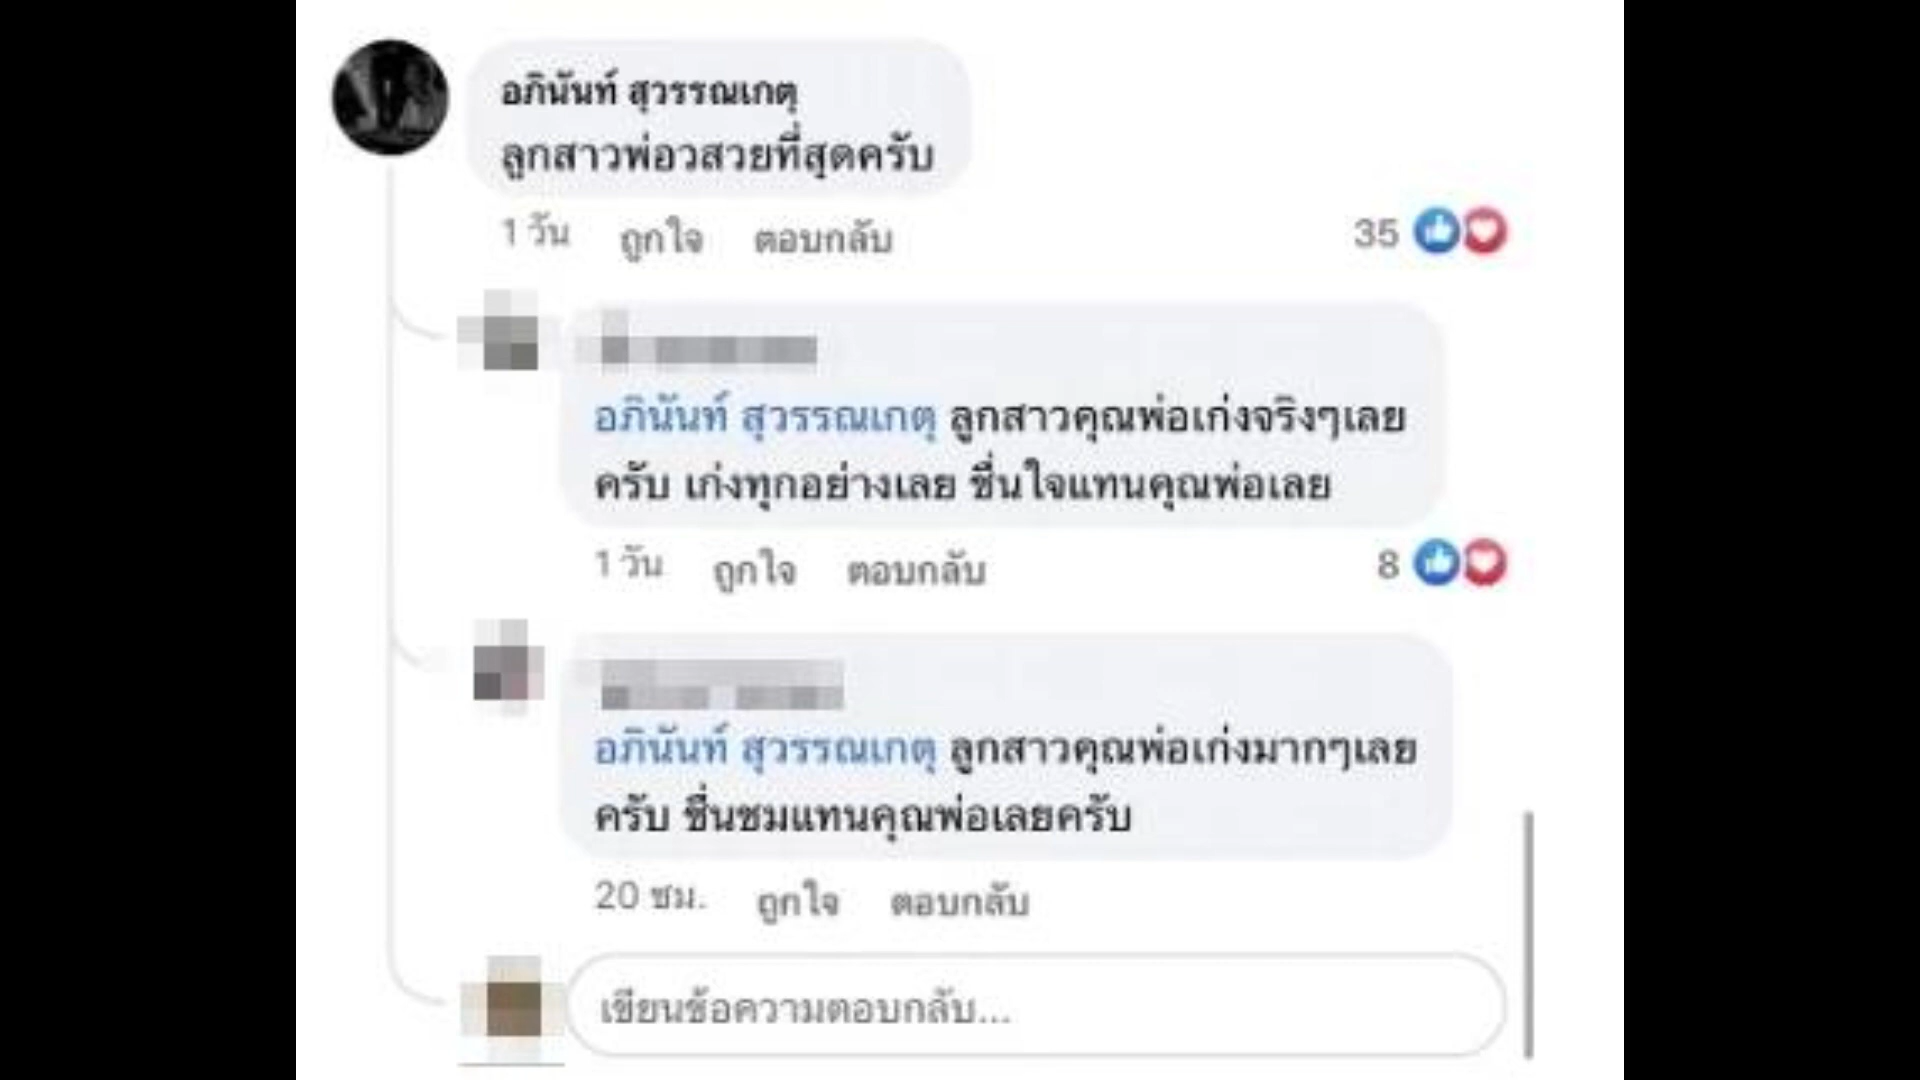 อภินันท์ สุวรรณเกตุ
ลูกสาวพ่อวสวยที่สุดครับ
1 วัน ถูกใจ ตอบกลับ 35
อภินันท์ สุวรรณเกตุ ลูกสาวคุณพ่อเก่งจริงๆเลย
ครับ เก่งทุกอย่างเลย ชื่นใจแทนคุณพ่อเลย
1 วัน ถูกใจ ตอบกลับ 8
อภินันท์ สุวรรณเกตุ ลูกสาวคุณพ่อเก่งมากๆเลย
ครับ ชื่นชมแทนคุณพ่อเลยครับ
20 ชม. ถูกใจ ตอบกลับ
เขียนข้อความตอบกลับ...